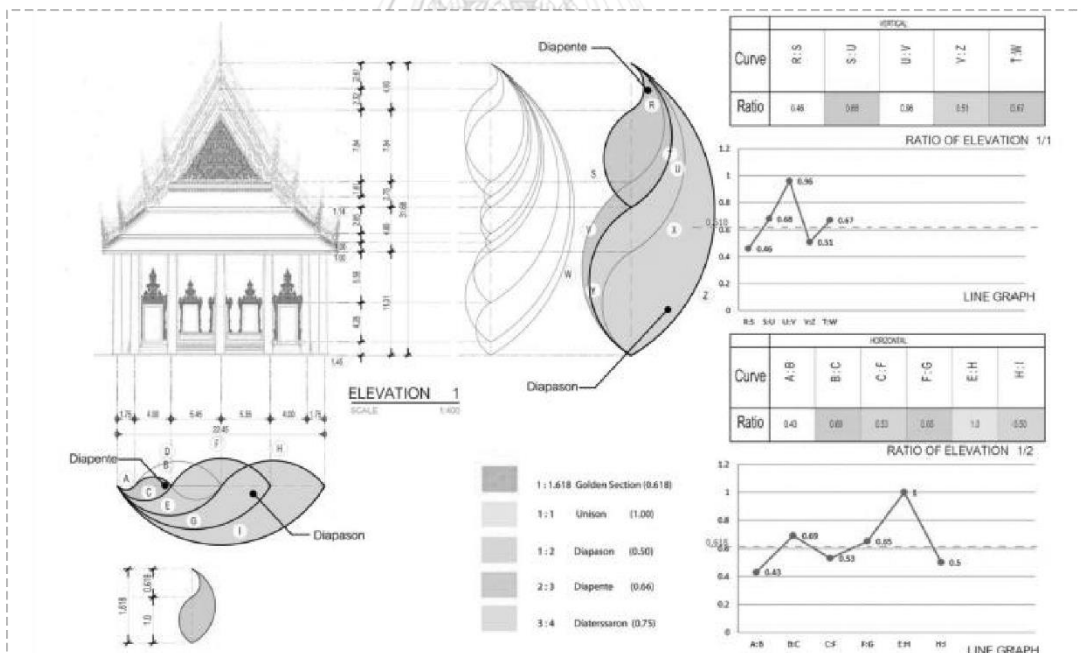 Diapente
R
S
T
U
V
X
W
Y
Z
Diapason
ELEVATION 1
SCALE 1:400
1.75 4.00 5.45 5.35 4.00 1.75
22.45
Diapente
A
B
C
D
E
F
G
H
I
Diapason
1.618
0.618
1.0
1 : 1.618 Golden Section (0.618)
1 : 1 Unison (1.00)
1 : 2 Diapason (0.50)
2 : 3 Diapente (0.66)
3 : 4 Diaterssaron (0.75)
VERTICAL
Curve R:S S:U U:V V:Z T:W
Ratio 0.46 0.68 0.96 0.51 0.67
RATIO OF ELEVATION 1/1
1.2
1
0.8
0.618
0.6
0.4
0.2
0
0.46
0.68
0.96
0.51
0.67
LINE GRAPH
R:S S:U U:V V:Z T:W
HORIZONTAL
Curve A:B B:C C:F F:G E:H H:I
Ratio 0.43 0.69 0.53 0.65 1.0 0.50
RATIO OF ELEVATION 1/2
1.2
1
0.8
0.618
0.6
0.4
0.2
0
0.43
0.69
0.53
0.65
1
0.5
A:B B:C C:F F:G E:H H:I
LINE GRAPH